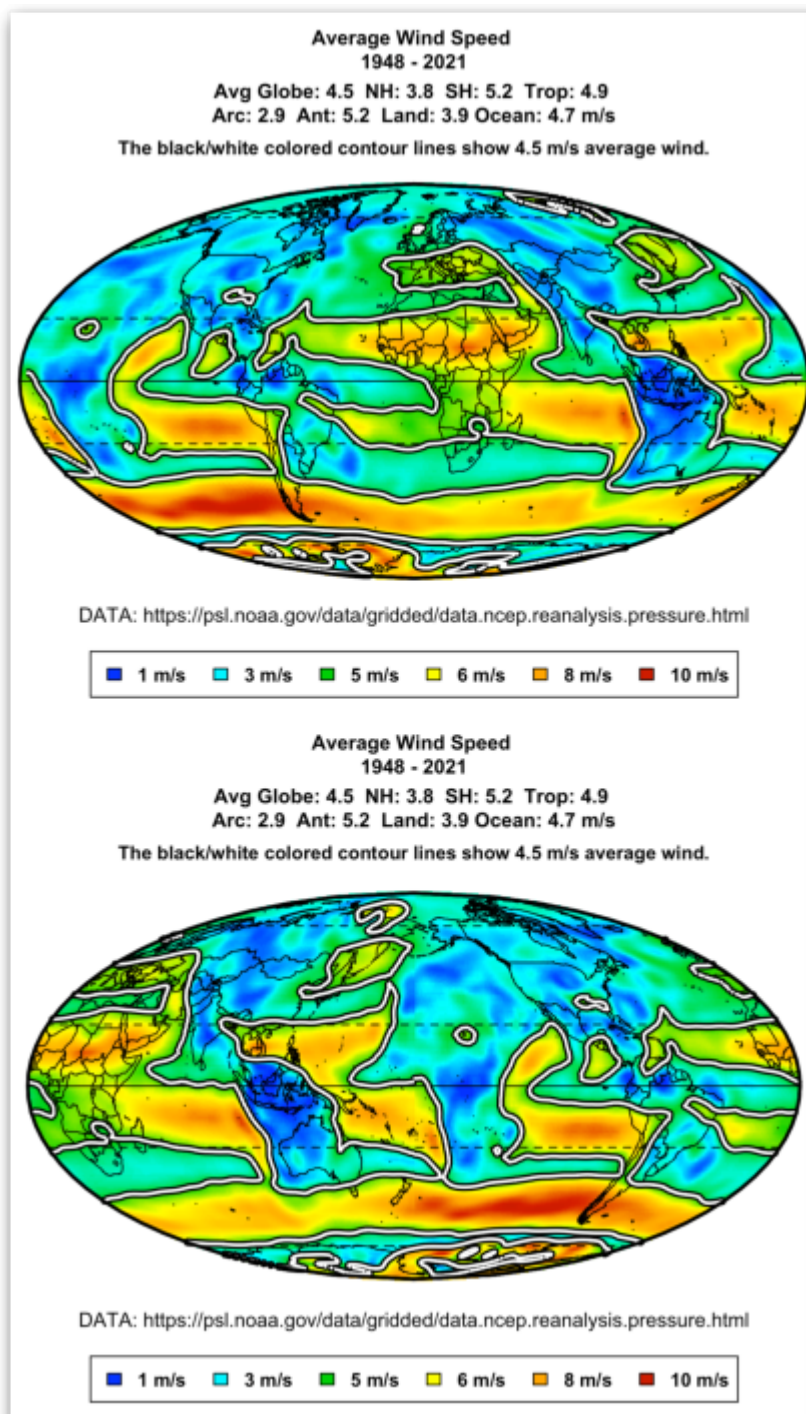 Average Wind Speed
1948 - 2021
Avg Globe: 4.5 NH: 3.8 SH: 5.2 Trop: 4.9
Arc: 2.9 Ant: 5.2 Land: 3.9 Ocean: 4.7 m/s
The black/white colored contour lines show 4.5 m/s average wind.
DATA: https://psl.noaa.gov/data/gridded/data.ncep.reanalysis.pressure.html
1 m/s 3 m/s 5 m/s 6 m/s 8 m/s 10 m/s
Average Wind Speed
1948 - 2021
Avg Globe: 4.5 NH: 3.8 SH: 5.2 Trop: 4.9
Arc: 2.9 Ant: 5.2 Land: 3.9 Ocean: 4.7 m/s
The black/white colored contour lines show 4.5 m/s average wind.
DATA: https://psl.noaa.gov/data/gridded/data.ncep.reanalysis.pressure.html
1 m/s 3 m/s 5 m/s 6 m/s 8 m/s 10 m/s